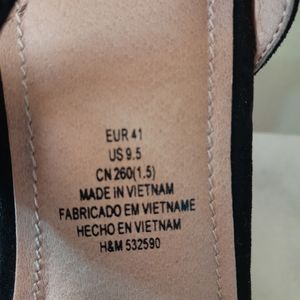 EUR 41
US 9.5
CN 260(1.5)
MADE IN VIETNAM
FABRICADO EM VIETNAME
HECHO EN VIETNAM
H&M 532590